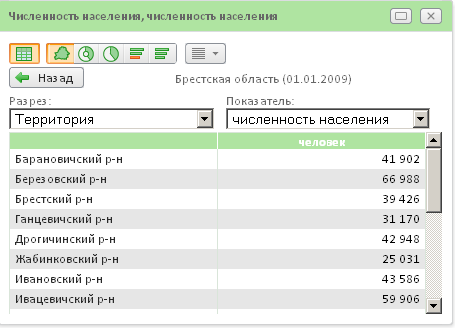 Численность населения, численность населения
Назад
Брестская область (01.01.2009)
Разрез: Показатель:
Территория численность населения
человек
Барановичский р-н 41 902
Березовский р-н 66 988
Брестский р-н 39 426
Ганцевичский р-н 31 170
Дрогичинский р-н 42 948
Жабинковский р-н 25 031
Ивановский р-н 43 586
Ивацевичский р-н 59 906